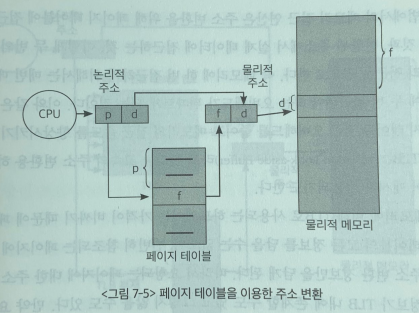 논리적
주소
물리적
주소
f
CPU
p d
f d
d
p
f
페이지 테이블
물리적 메모리
<그림 7-5> 페이지 테이블을 이용한 주소 변환